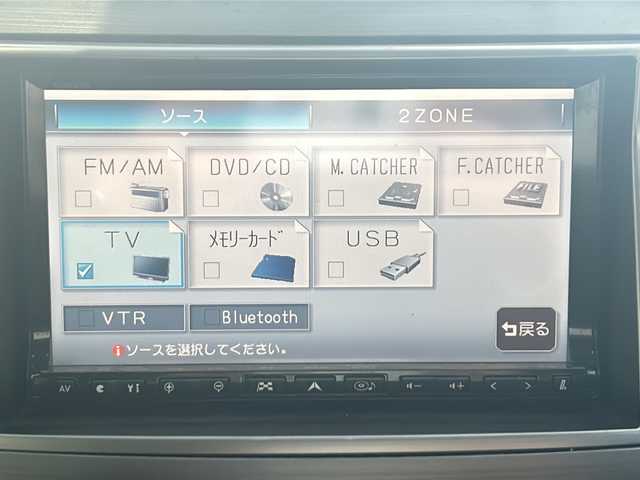 ソース 2ZONE
FM/AM DVD/CD M.CATCHER F.CATCHER
TV ﾒﾓﾘｰｶｰﾄﾞ USB
VTR Bluetooth
ソースを選択してください。
戻る
AV